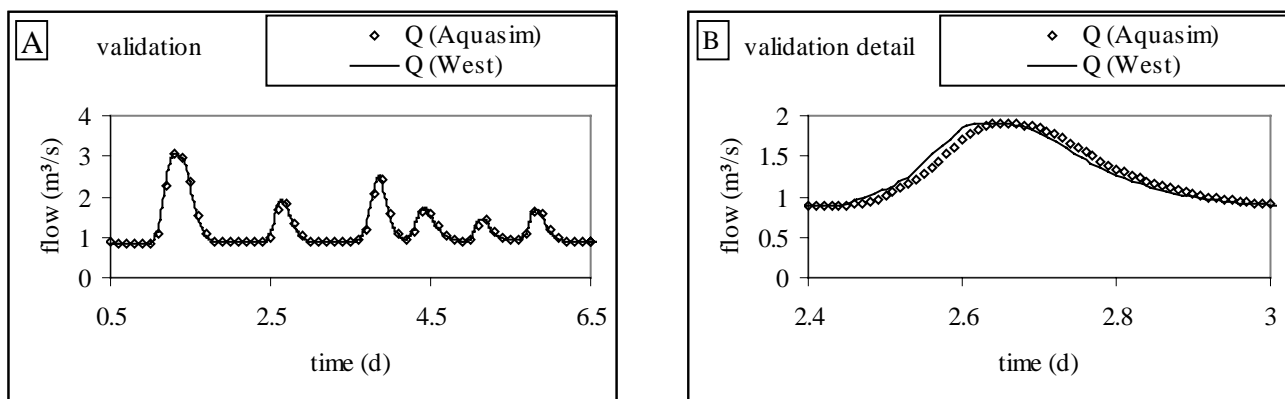 A validation
Q (Aquasim)
Q (West)
flow (m³/s)
4
3
2
1
0
0.5 2.5 4.5 6.5
time (d)
B validation detail
Q (Aquasim)
Q (West)
flow (m³/s)
2
1.5
1
0.5
0
2.4 2.6 2.8 3
time (d)